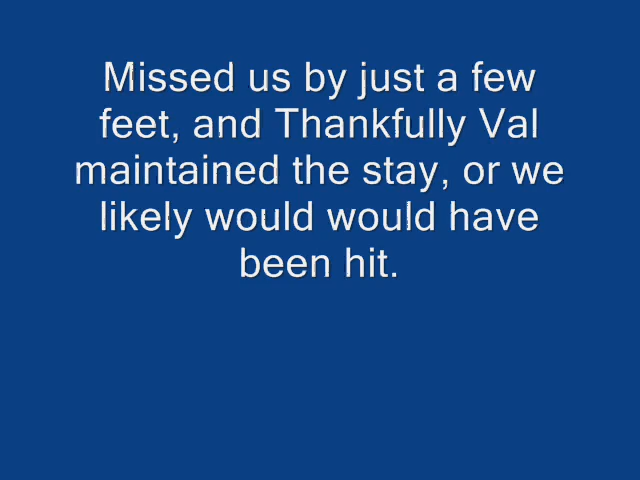 Missed us by just a few
feet, and Thankfully Val
maintained the stay, or we
likely would would have
been hit.